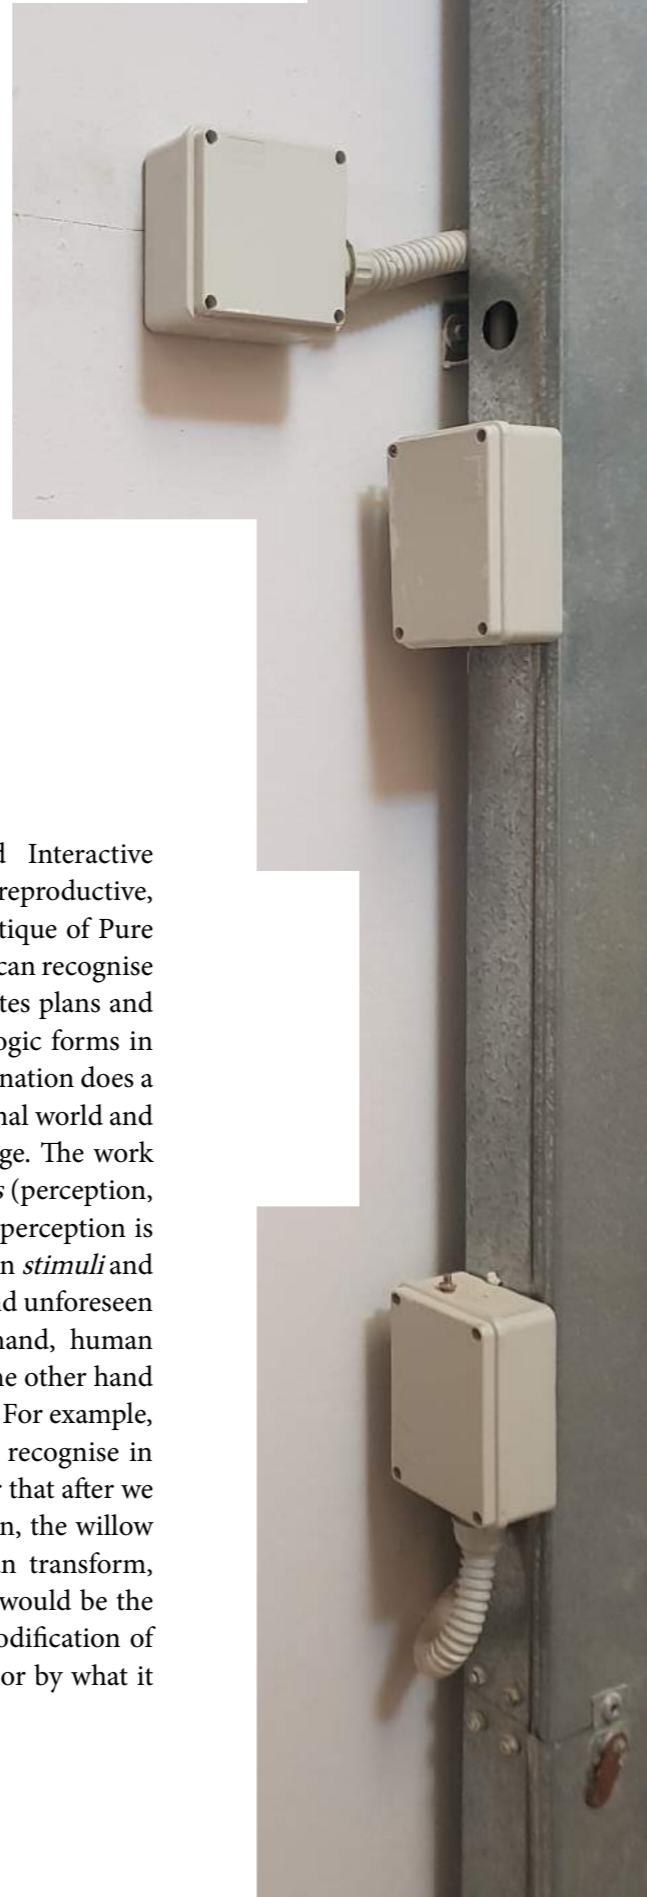 Interactive
reproductive,
tique of Pure
can recognise
tes plans and
ogic forms in
nation does a
nal world and
ge. The work
s (perception,
perception is
n stimuli and
nd unforeseen
hand, human
ne other hand
For example,
recognise in
that after we
n, the willow
n transform,
would be the
odification of
or by what it